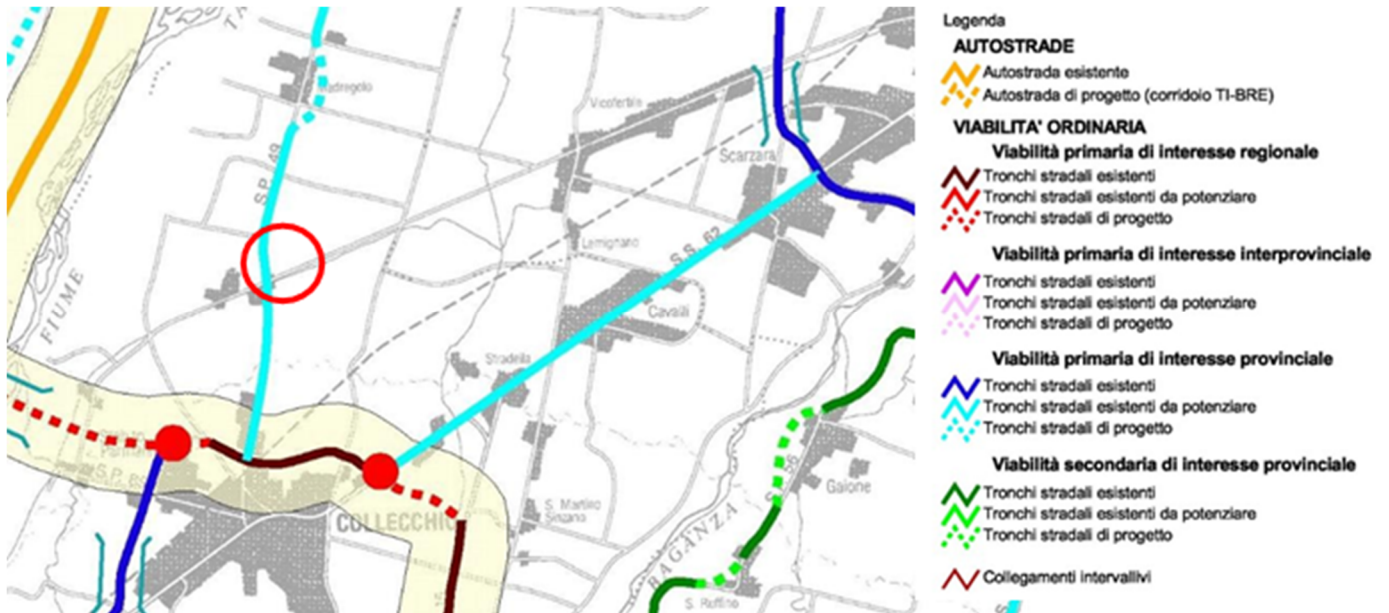 Madregolo
Vicofertile
Scarzara
S.P. 49
Lemignano
S.S. 62
FIUME
Cavalli
Stradella
S.P.
Gaione
S. Martino
Sinzano
COLLECCHIO
BAGANZA
S. Ruffino
Legenda
AUTOSTRADE
Autostrada esistente
Autostrada di progetto (corridoio TI-BRE)
VIABILITA' ORDINARIA
Viabilità primaria di interesse regionale
Tronchi stradali esistenti
Tronchi stradali esistenti da potenziare
Tronchi stradali di progetto
Viabilità primaria di interesse interprovinciale
Tronchi stradali esistenti
Tronchi stradali esistenti da potenziare
Tronchi stradali di progetto
Viabilità primaria di interesse provinciale
Tronchi stradali esistenti
Tronchi stradali esistenti da potenziare
Tronchi stradali di progetto
Viabilità secondaria di interesse provinciale
Tronchi stradali esistenti
Tronchi stradali esistenti da potenziare
Tronchi stradali di progetto
Collegamenti intervallivi